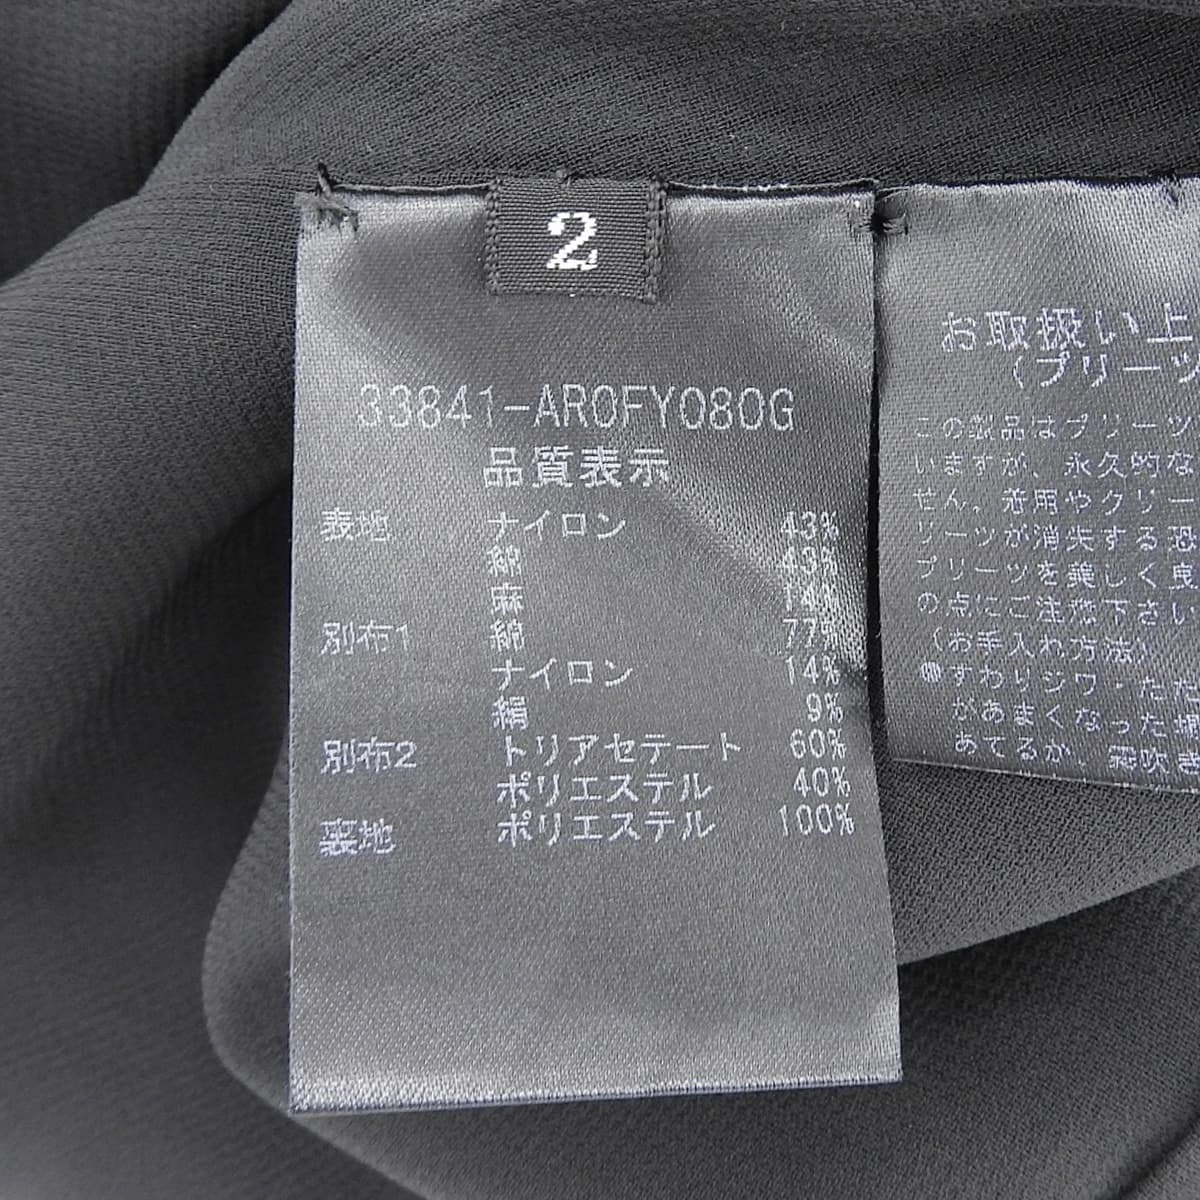 2
33841-AROFY080G
品質表示
表地 ナイロン 43%
綿 43%
麻 14%
別布1 綿 77%
ナイロン 14%
絹 9%
別布2 トリアセテート 60%
ポリエステル 40%
裏地 ポリエステル 100%
お取扱い上
(プリーツ
この製品はプリーツ
いますが、永久的な
せん。着用やクリー
リーツが消失する恐
プリーツを美しく
の点にご注意下さい
(お手入れ方法)
すわりジワ・たた
があまくなった
あてるか、霧吹き